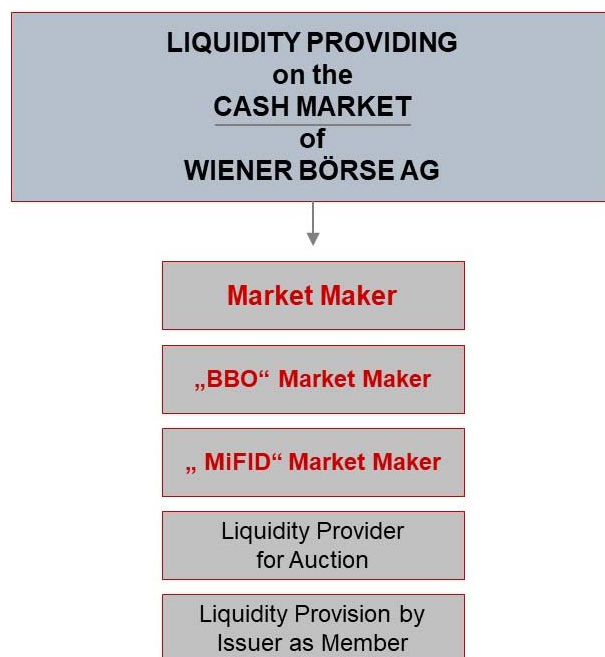 LIQUIDITY PROVIDING
on the
CASH MARKET
of
WIENER BÖRSE AG
Market Maker
„BBO“ Market Maker
„ MiFID“ Market Maker
Liquidity Provider
for Auction
Liquidity Provision by
Issuer as Member